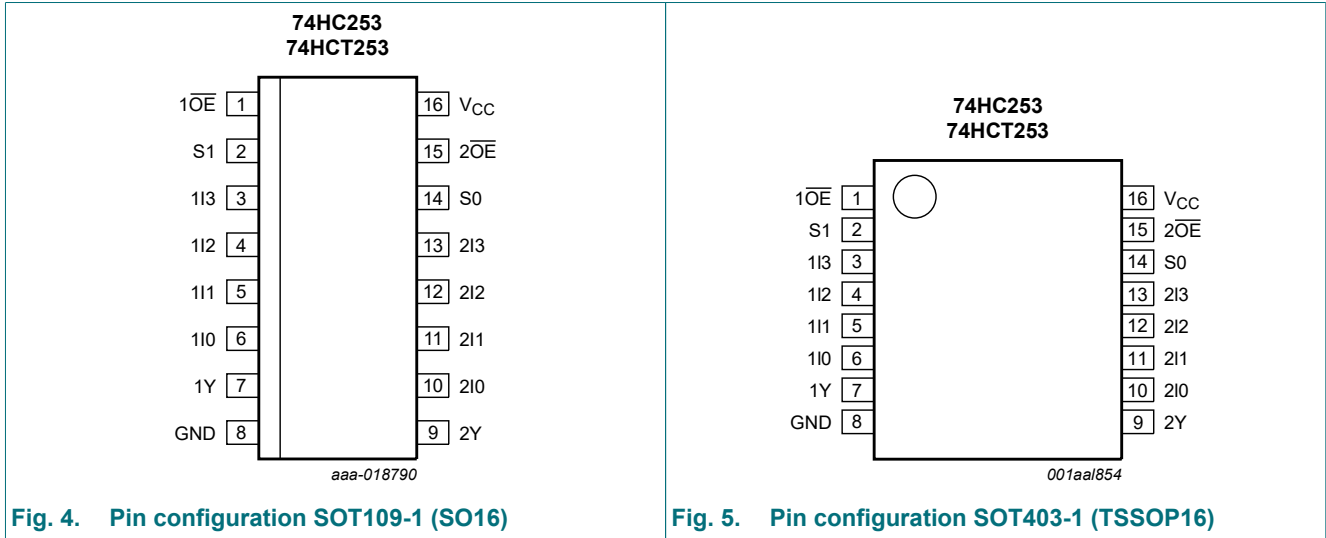 74HC253
74HCT253
1O̅E̅ 1
16 VCC
S1 2
15 2O̅E̅
1I3 3
14 S0
1I2 4
13 2I3
1I1 5
12 2I2
1I0 6
11 2I1
1Y 7
10 2I0
GND 8
9 2Y
aaa-018790
Fig. 4. Pin configuration SOT109-1 (SO16)
74HC253
74HCT253
1O̅E̅ 1
16 VCC
S1 2
15 2O̅E̅
1I3 3
14 S0
1I2 4
13 2I3
1I1 5
12 2I2
1I0 6
11 2I1
1Y 7
10 2I0
GND 8
9 2Y
001aal854
Fig. 5. Pin configuration SOT403-1 (TSSOP16)